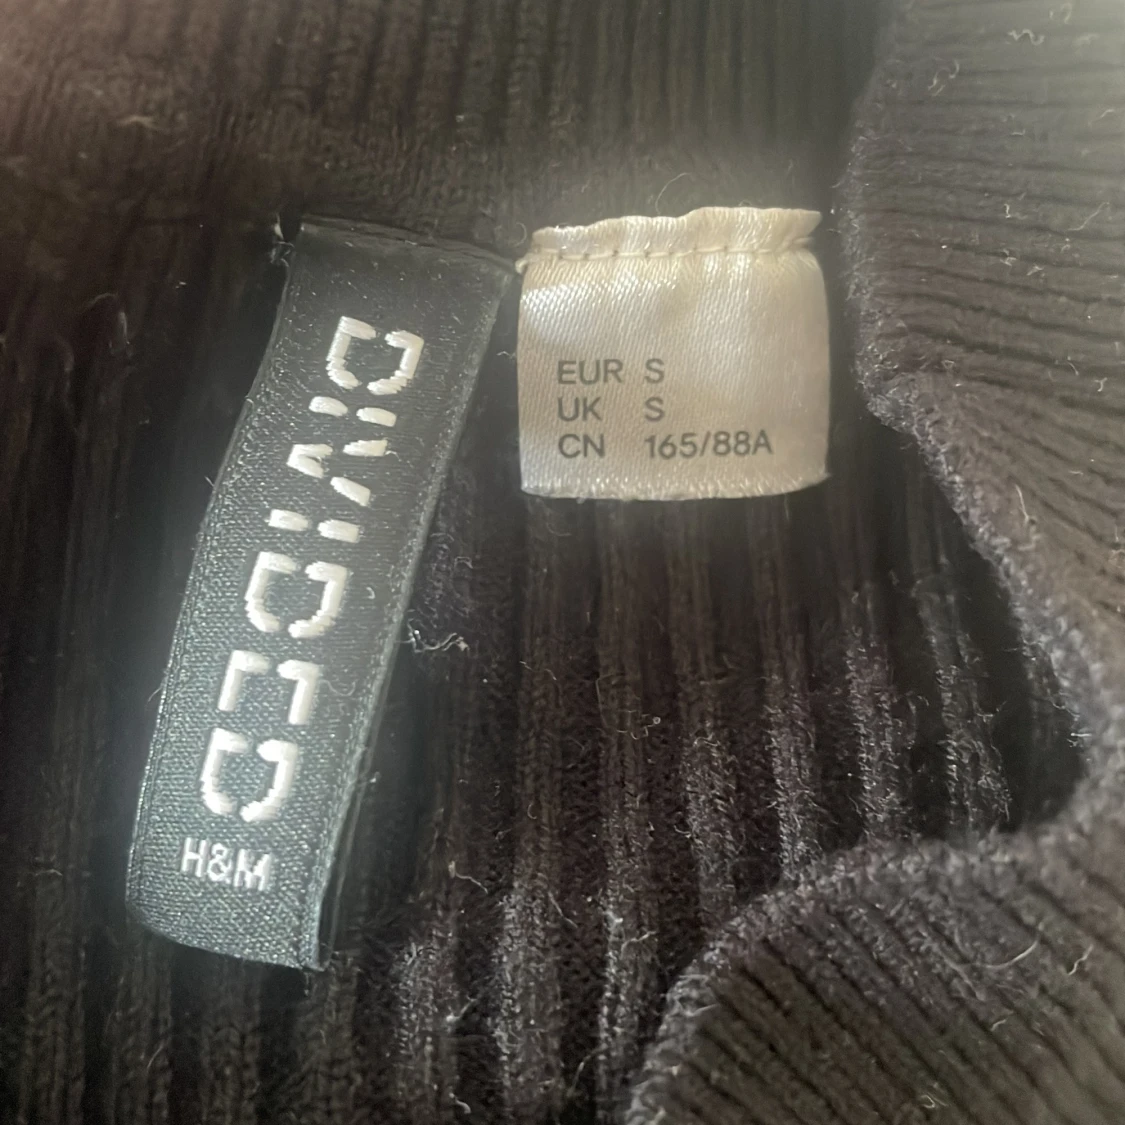 DIVIDED
H&M
EUR S
UK S
CN 165/88A